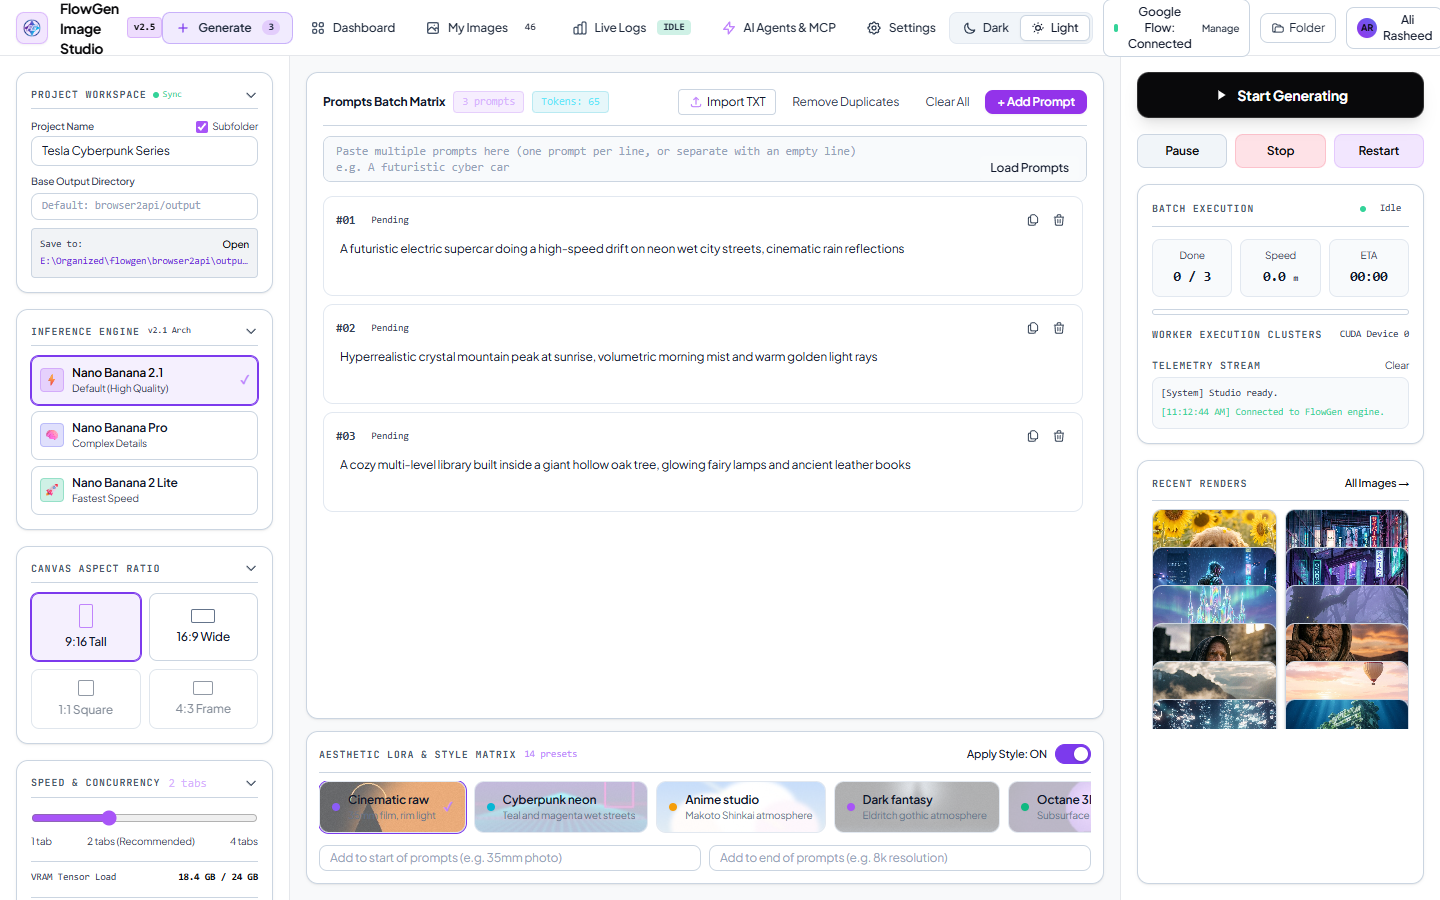 FlowGen
Image
Studio
v2.5
Generate 3
Dashboard
My Images 46
Live Logs IDLE
AI Agents & MCP
Settings
Dark
Light
Google
Flow:
Connected
Manage
Folder
AR
Ali
Rasheed
PROJECT WORKSPACE Sync
Project Name Subfolder
Tesla Cyberpunk Series
Base Output Directory
Default: browser2api/output
Save to: Open
E:\Organized\flowgen\browser2api\outpu…
INFERENCE ENGINE v2.1 Arch
Nano Banana 2.1
Default (High Quality)
Nano Banana Pro
Complex Details
Nano Banana 2 Lite
Fastest Speed
CANVAS ASPECT RATIO
9:16 Tall
16:9 Wide
1:1 Square
4:3 Frame
SPEED & CONCURRENCY 2 tabs
1 tab 2 tabs (Recommended) 4 tabs
VRAM Tensor Load 18.4 GB / 24 GB
Prompts Batch Matrix 3 prompts Tokens: 65
Import TXT Remove Duplicates Clear All + Add Prompt
Paste multiple prompts here (one prompt per line, or separate with an empty line)
e.g. A futuristic cyber car
Load Prompts
#01 Pending
A futuristic electric supercar doing a high-speed drift on neon wet city streets, cinematic rain reflections
#02 Pending
Hyperrealistic crystal mountain peak at sunrise, volumetric morning mist and warm golden light rays
#03 Pending
A cozy multi-level library built inside a giant hollow oak tree, glowing fairy lamps and ancient leather books
AESTHETIC LORA & STYLE MATRIX 14 presets
Apply Style: ON
Cinematic raw
film, rim light
Cyberpunk neon
Teal and magenta wet streets
Anime studio
Makoto Shinkai atmosphere
Dark fantasy
Eldritch gothic atmosphere
Octane 3
Subsurface
Add to start of prompts (e.g. 35mm photo)
Add to end of prompts (e.g. 8k resolution)
Start Generating
Pause
Stop
Restart
BATCH EXECUTION Idle
Done
0 / 3
Speed
0.0 m
ETA
00:00
WORKER EXECUTION CLUSTERS CUDA Device 0
TELEMETRY STREAM Clear
[System] Studio ready.
[11:12:44 AM] Connected to FlowGen engine.
RECENT RENDERS All Images →